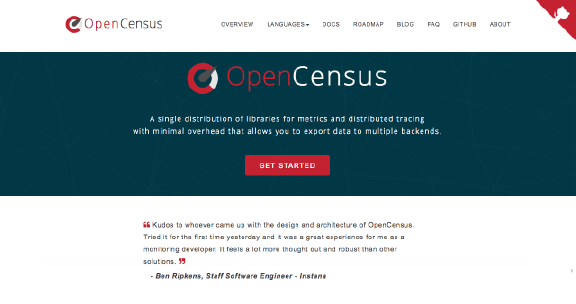 OpenCensus OVERVIEW LANGUAGES DOCS ROADMAP BLOG FAQ GITHUB ABOUT
OpenCensus
A single distribution of libraries for metrics and distributed tracing
with minimal overhead that allows you to export data to multiple backends.
GET STARTED
❝ Kudos to whoever came up with the design and architecture of OpenCensus.
Tried it for the first time yesterday and it was a great experience for me as a
monitoring developer. It feels a lot more thought out and robust than other
solutions. ❞
- Ben Ripkens, Staff Software Engineer - Instana